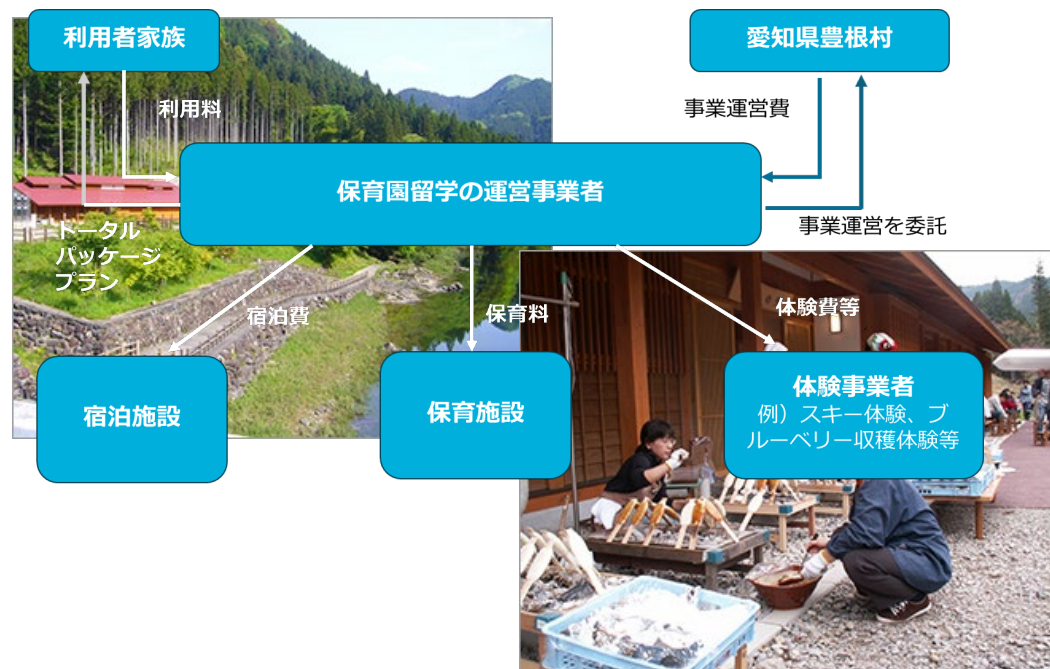 利用者家族
愛知県豊根村
利用料
事業運営費
保育園留学の運営事業者
トータル
パッケージ
プラン
事業運営を委託
宿泊費
保育料
体験費等
宿泊施設
保育施設
体験事業者
例）スキー体験、ブ
ルーベリー収穫体験等